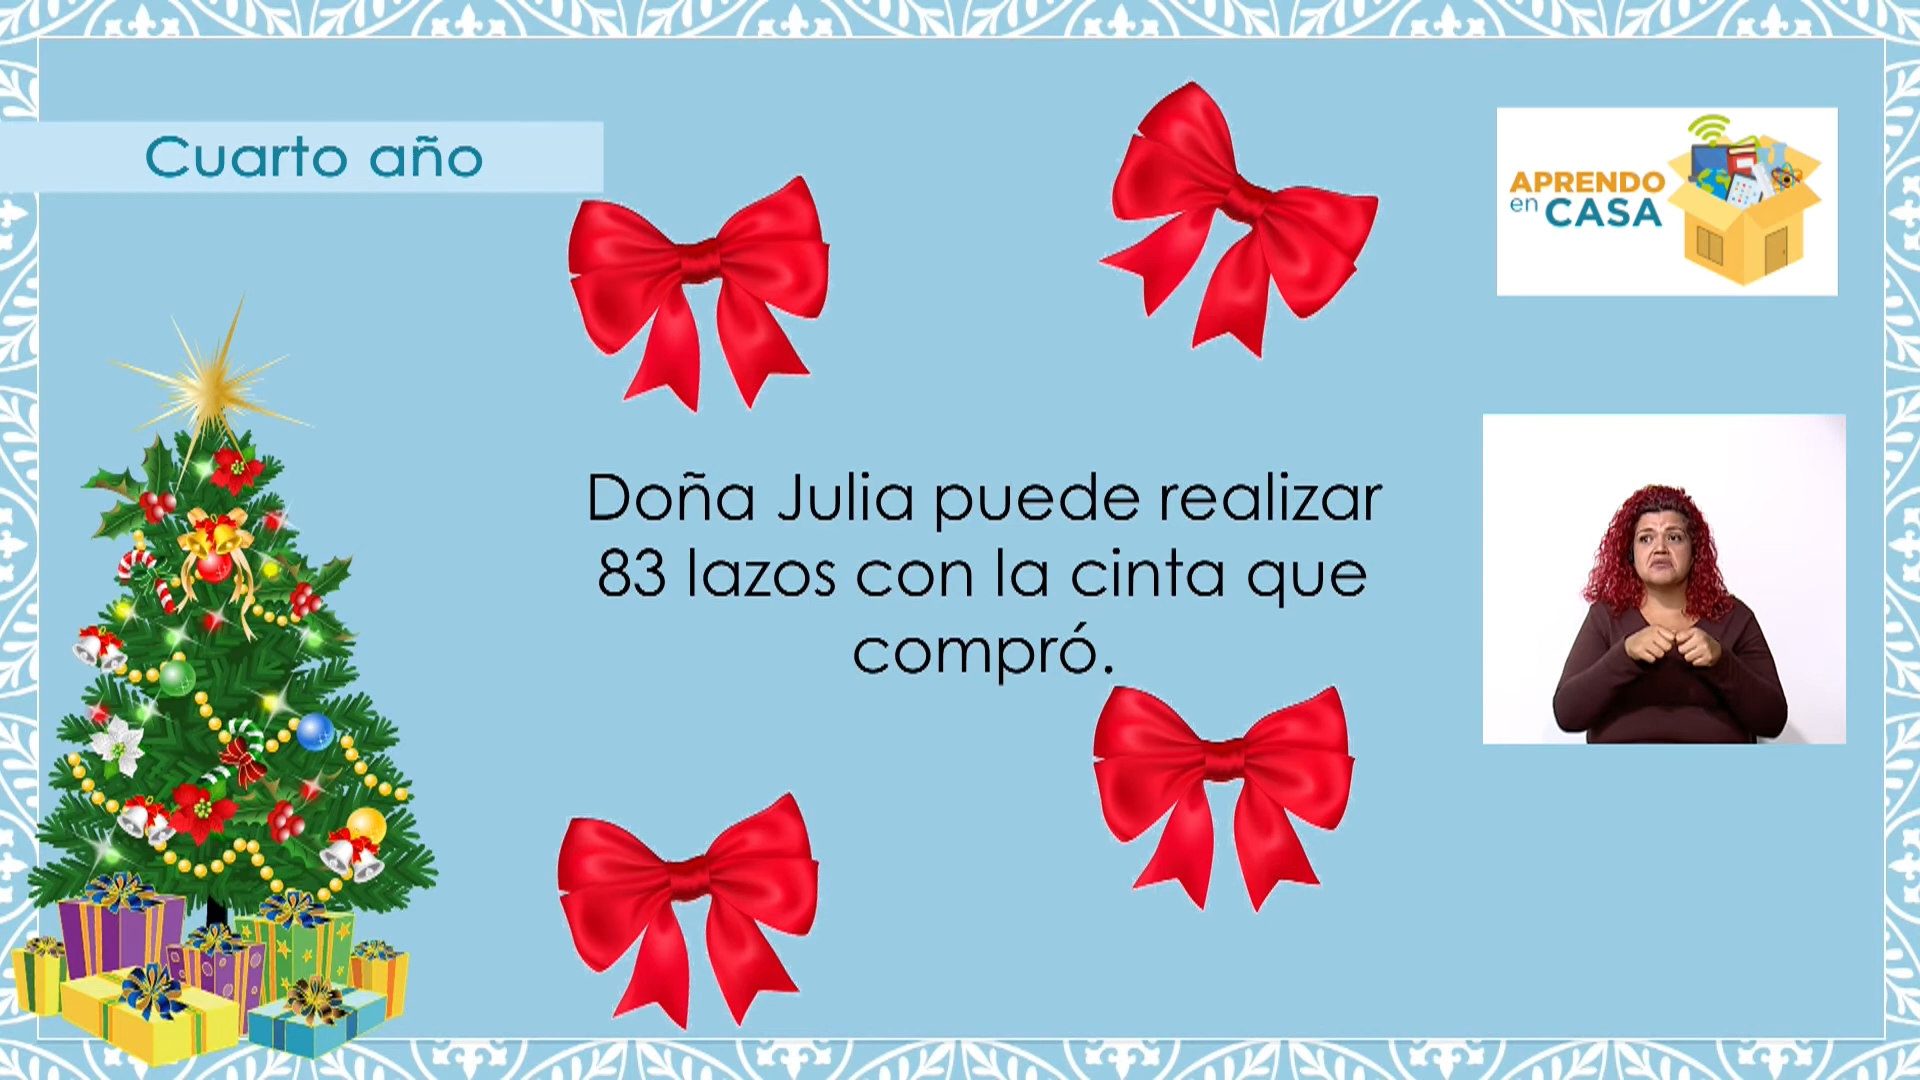 Cuarto año
APRENDO
en CASA
Doña Julia puede realizar
83 lazos con la cinta que
compró.